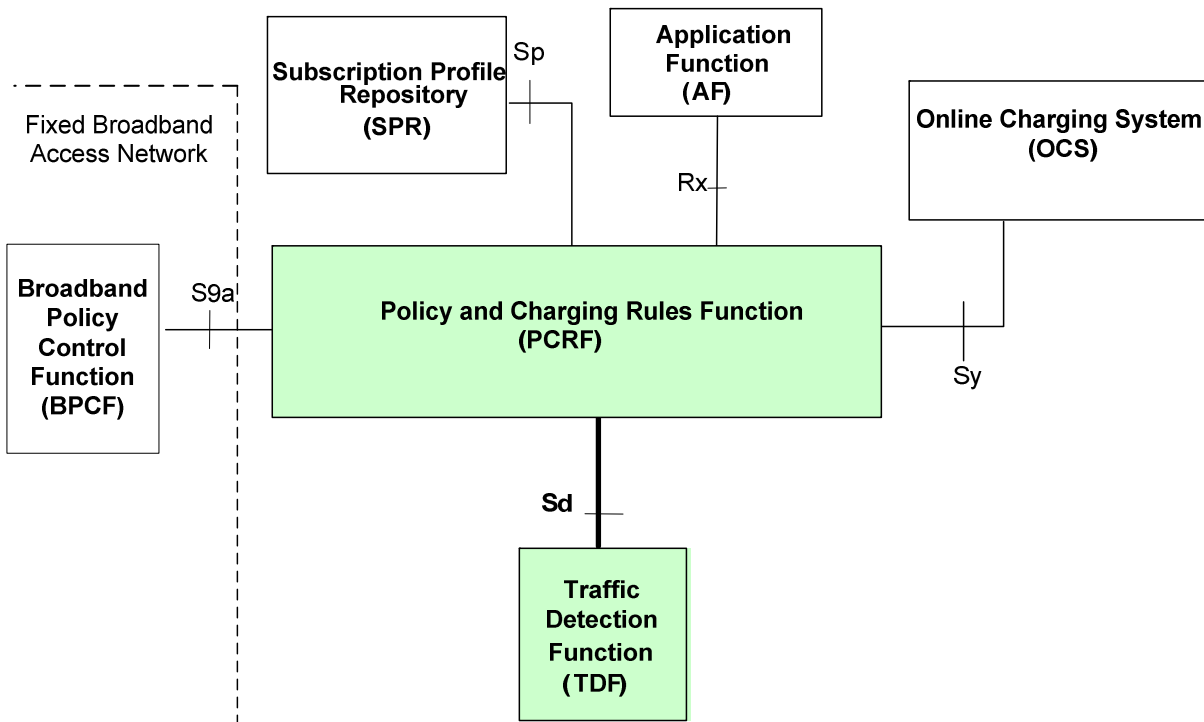 Sp
Subscription Profile
Repository
(SPR)
Application
Function
(AF)
Online Charging System
(OCS)
Fixed Broadband
Access Network
Rx
Broadband
Policy
Control
Function
(BPCF)
S9a
Policy and Charging Rules Function
(PCRF)
Sy
Sd
Traffic
Detection
Function
(TDF)